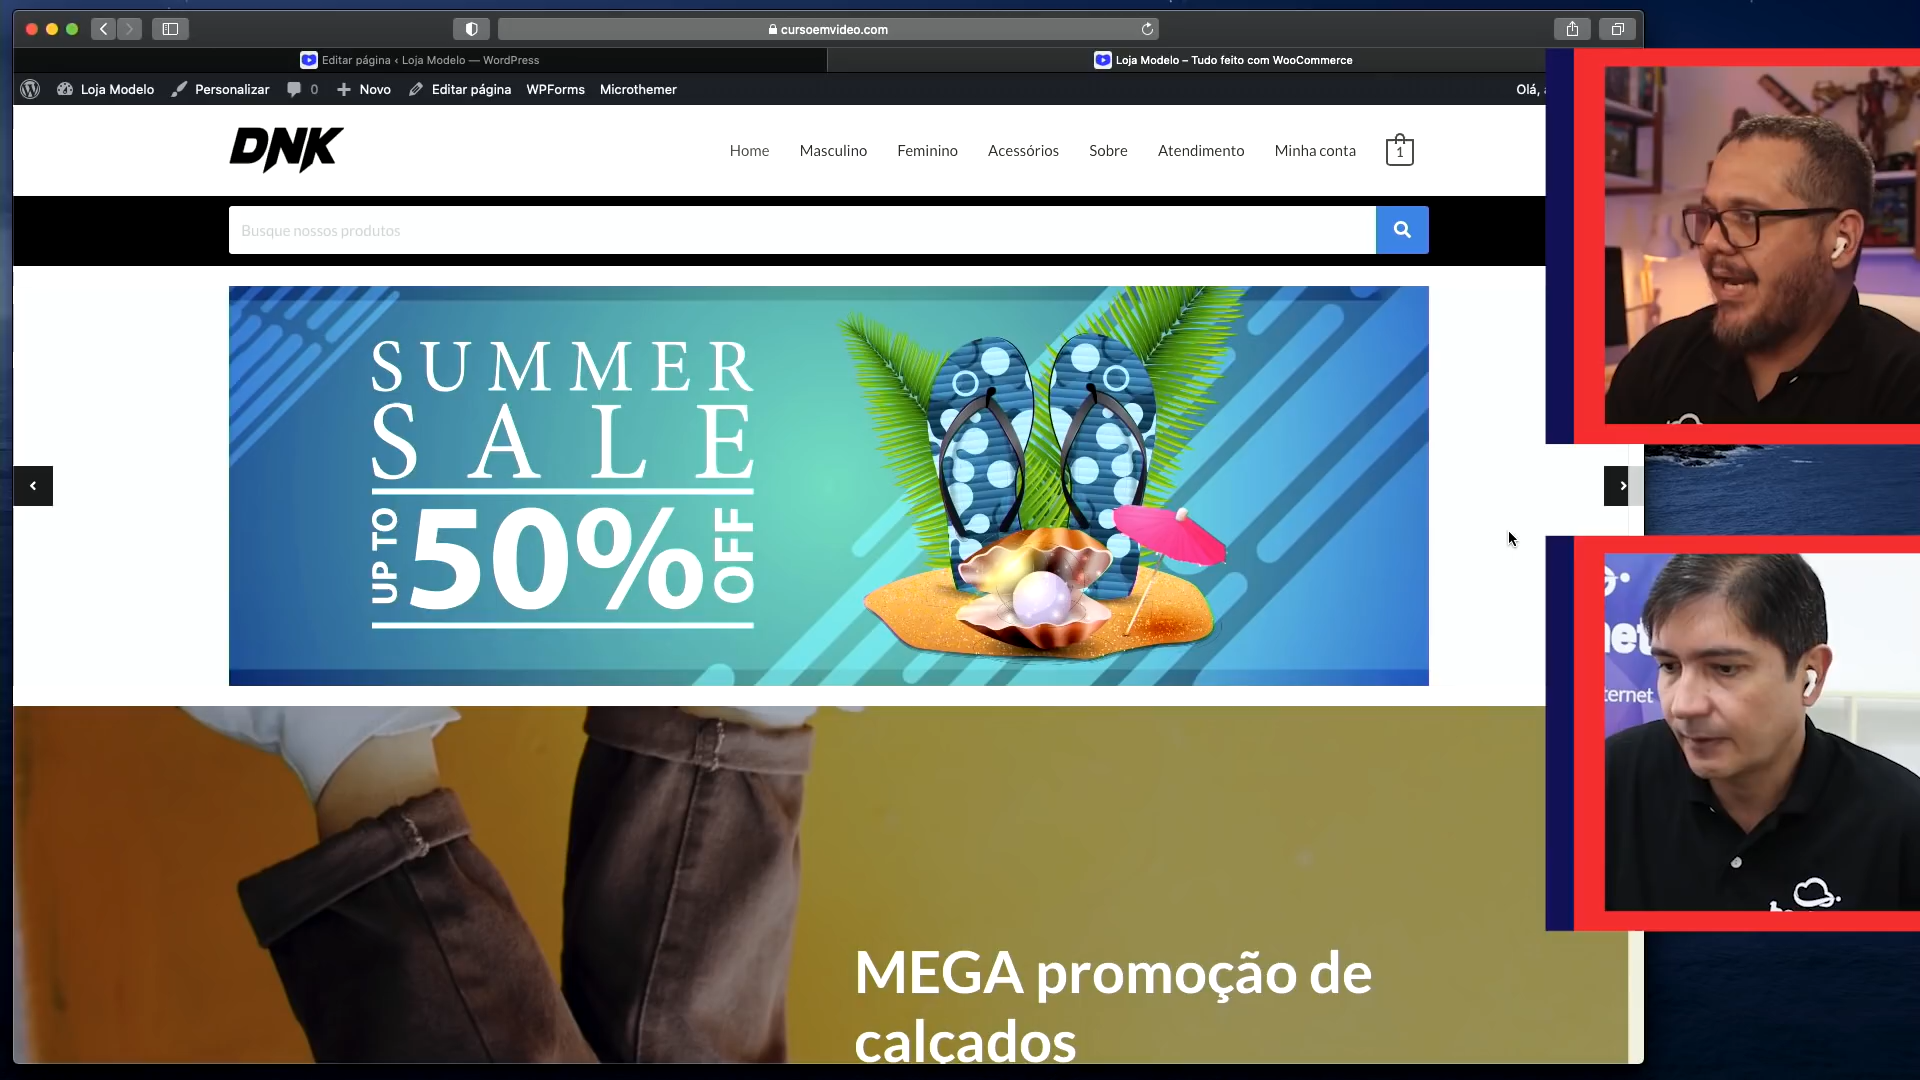 cursoemvideo.com
Editar página ‹ Loja Modelo — WordPress
Loja Modelo – Tudo feito com WooCommerce
Loja Modelo
Personalizar
0
Novo
Editar página
WPForms
Microthemer
Olá,
DNK
Home
Masculino
Feminino
Acessórios
Sobre
Atendimento
Minha conta
1
Busque nossos produtos
SUMMER
SALE
UP TO
50%
OFF
MEGA promoção de
calçados
net
ternet